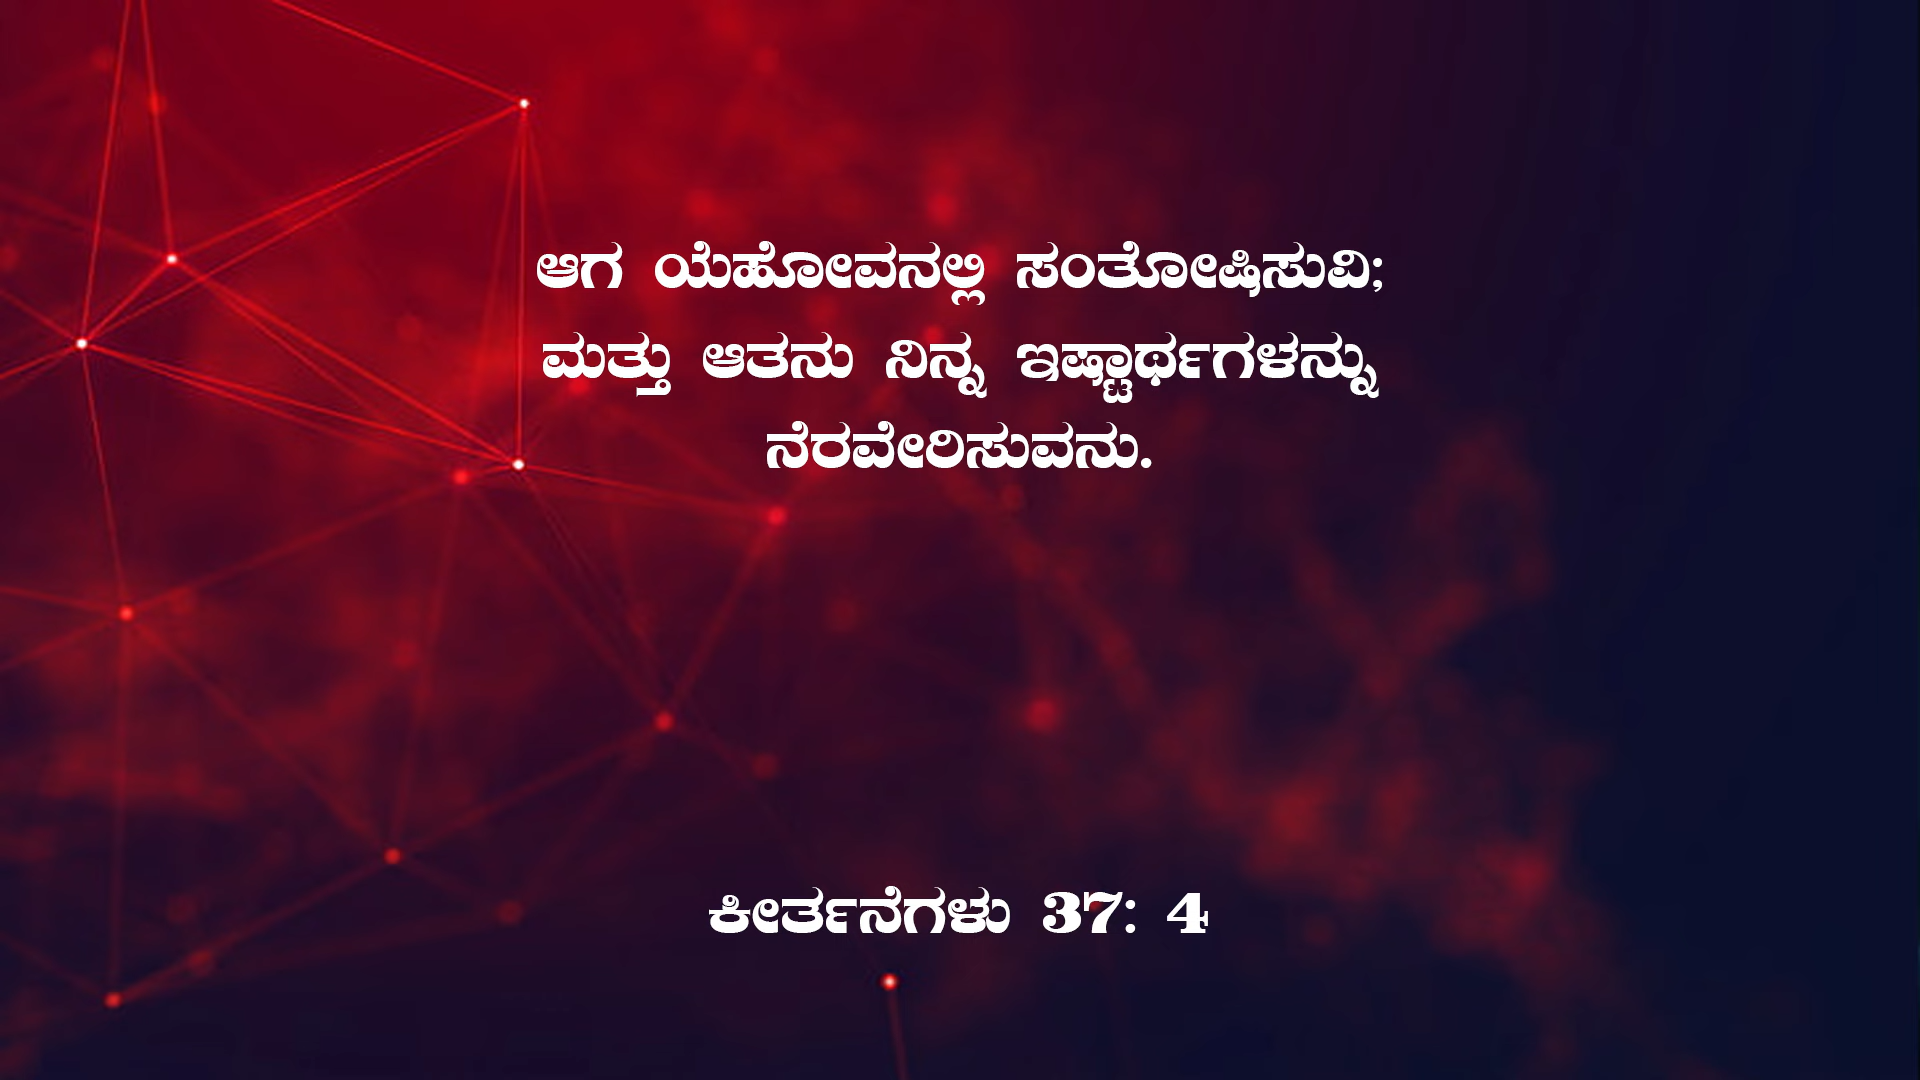 ಆಗ ಯೆಹೋವನಲ್ಲಿ ಸಂತೋಷಿಸುವಿ;
ಮತ್ತು ಆತನು ನಿನ್ನ ಇಷ್ಟಾರ್ಥಗಳನ್ನು
ನೆರವೇರಿಸುವನು.
ಕೀರ್ತನೆಗಳು 37: 4